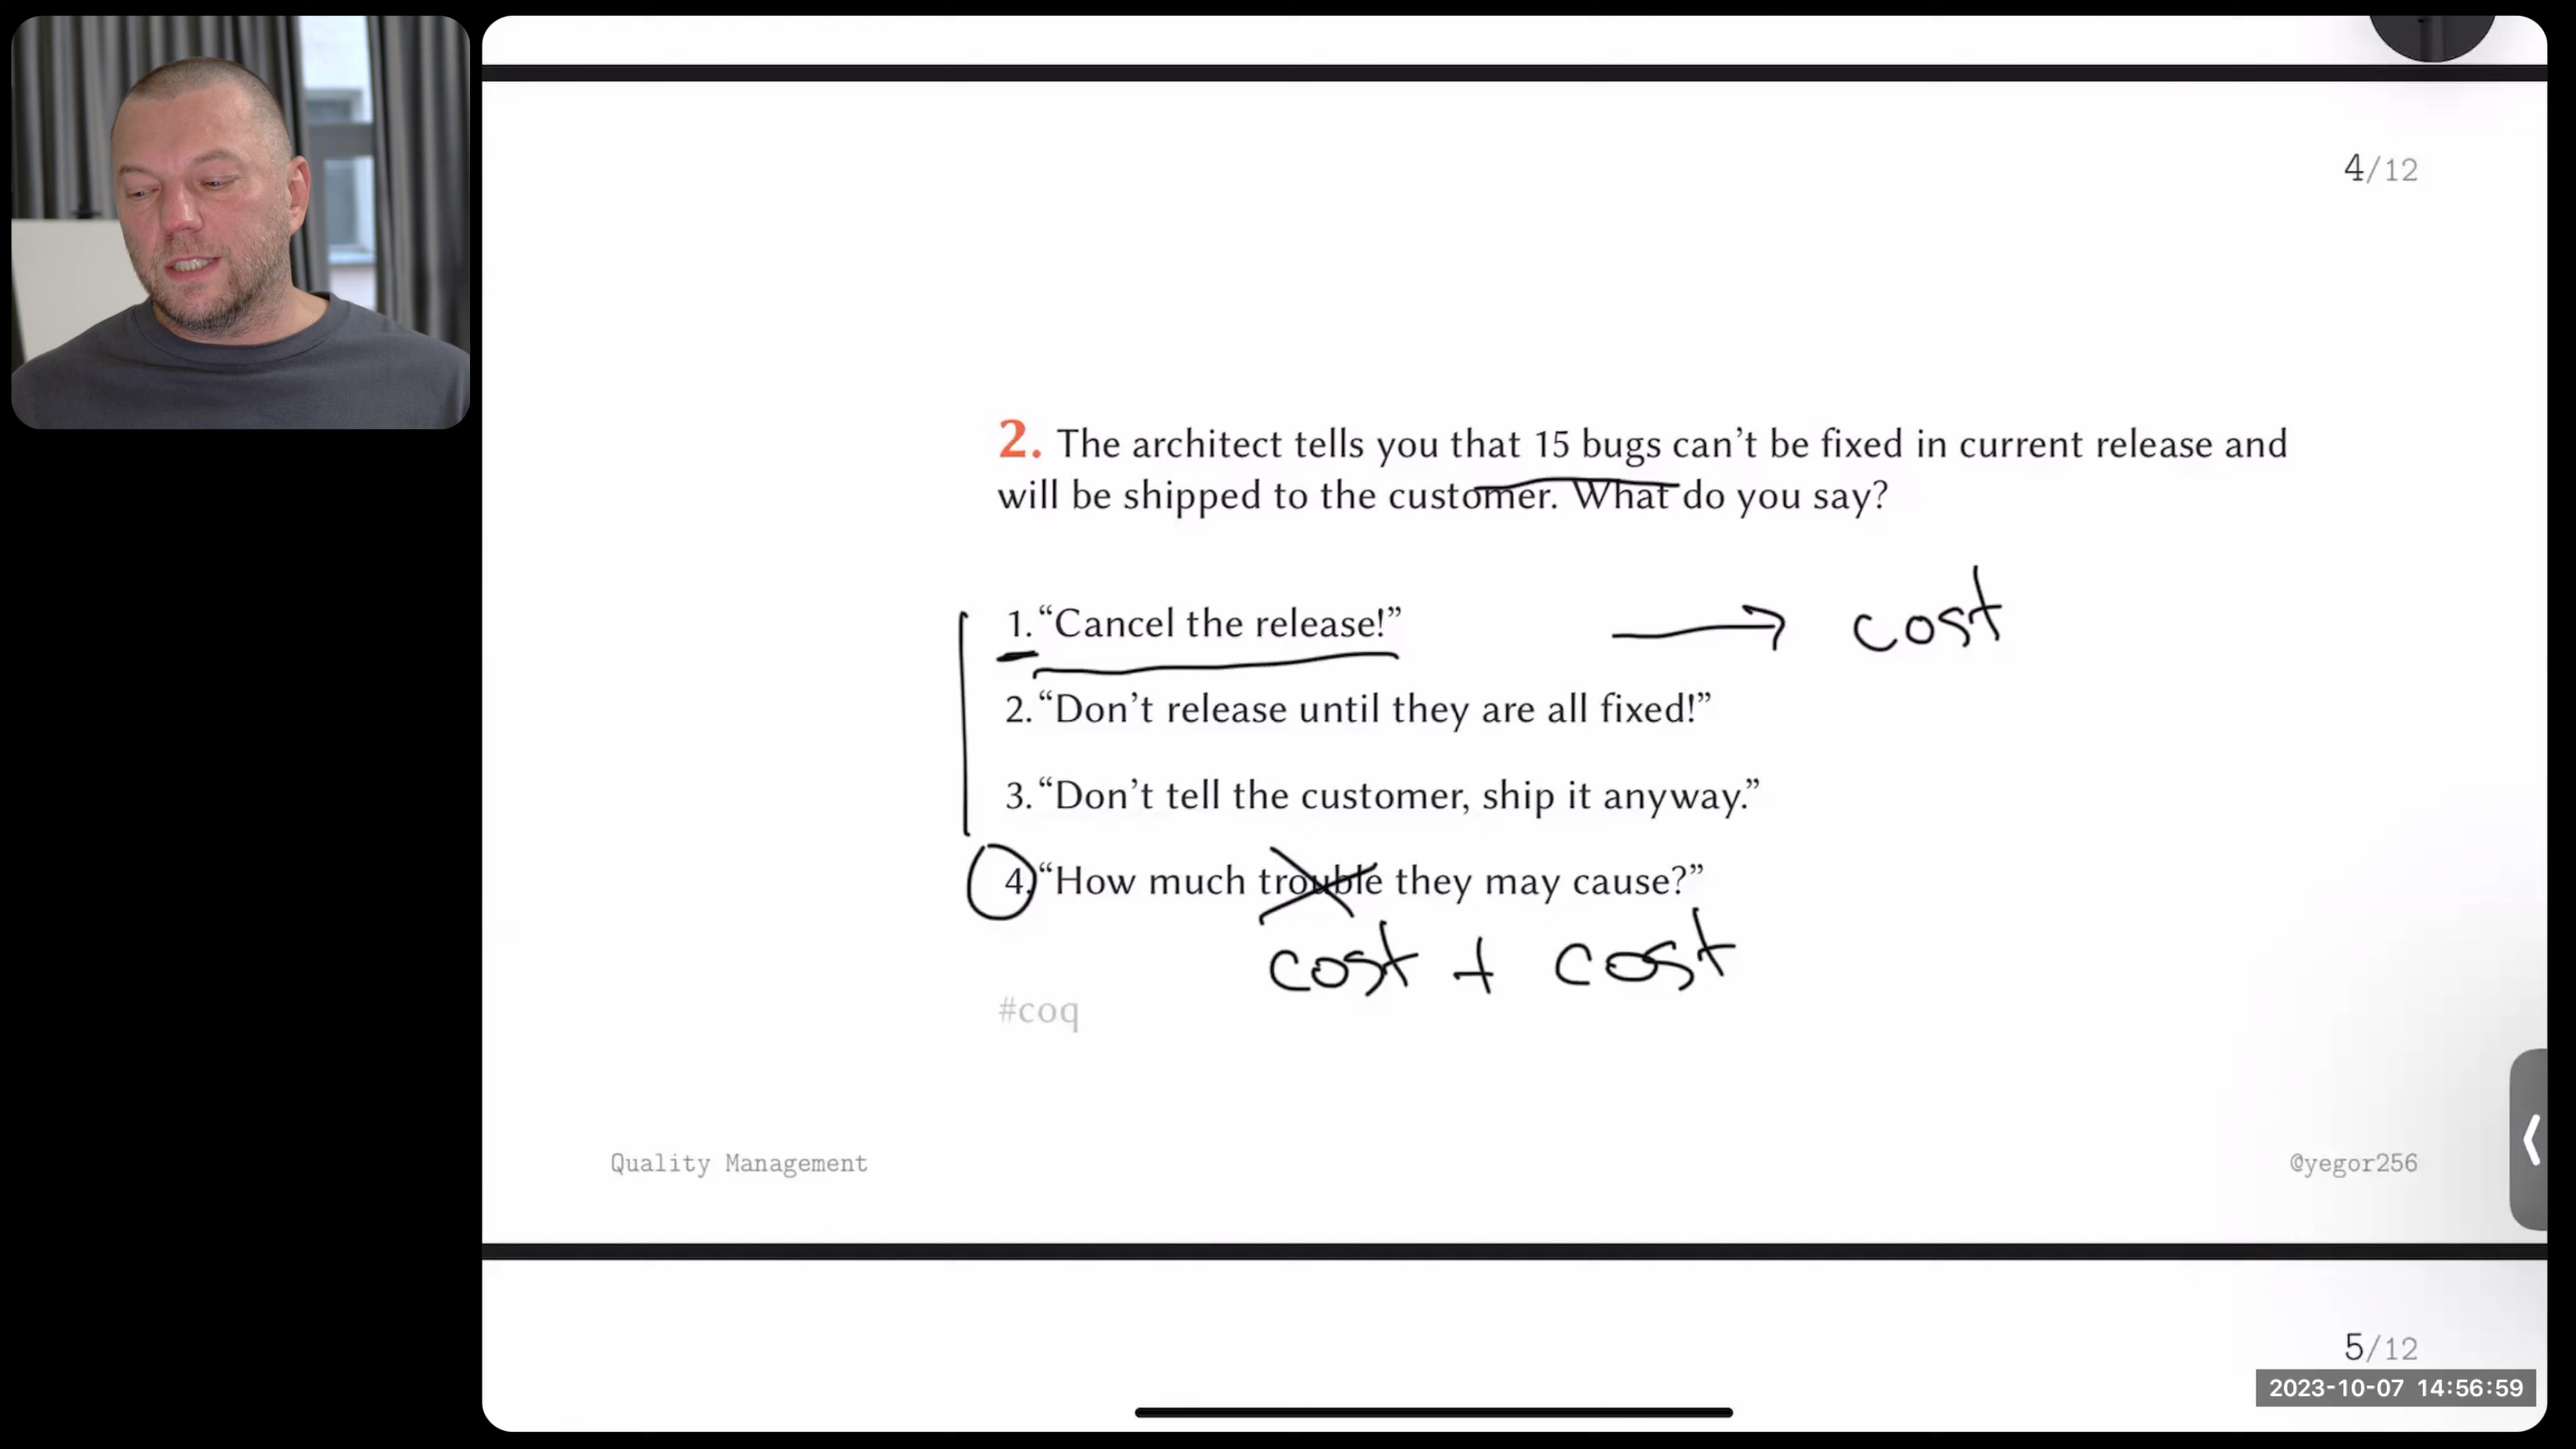 4/12
2. The architect tells you that 15 bugs can’t be fixed in current release and
will be shipped to the customer. What do you say?
1. “Cancel the release!” cost
2. “Don’t release until they are all fixed!”
3. “Don’t tell the customer, ship it anyway.”
4. “How much trouble they may cause?”
cost + cost
#coq
Quality Management @yegor256
5/12
2023-10-07 14:56:59